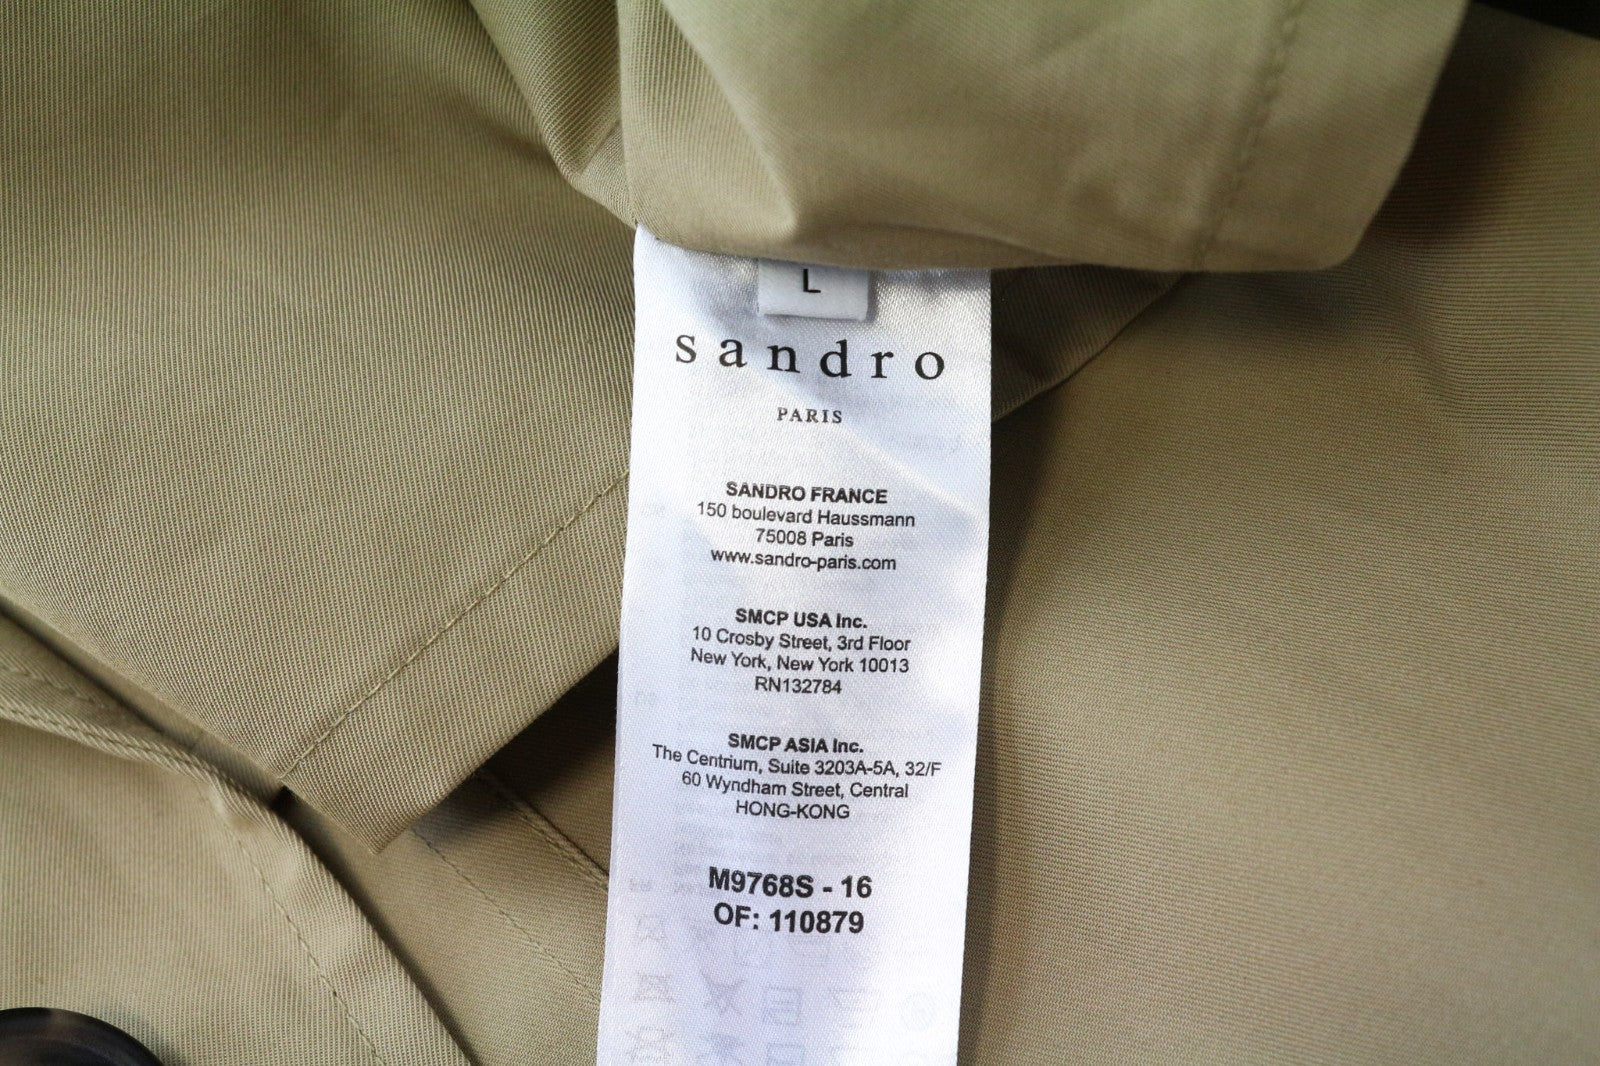 L
sandro
PARIS
SANDRO FRANCE
150 boulevard Haussmann
75008 Paris
www.sandro-paris.com
SMCP USA Inc.
10 Crosby Street, 3rd Floor
New York, New York 10013
RN132784
SMCP ASIA Inc.
The Centrium, Suite 3203A-5A, 32/F
60 Wyndham Street, Central
HONG-KONG
M9768S - 16
OF: 110879